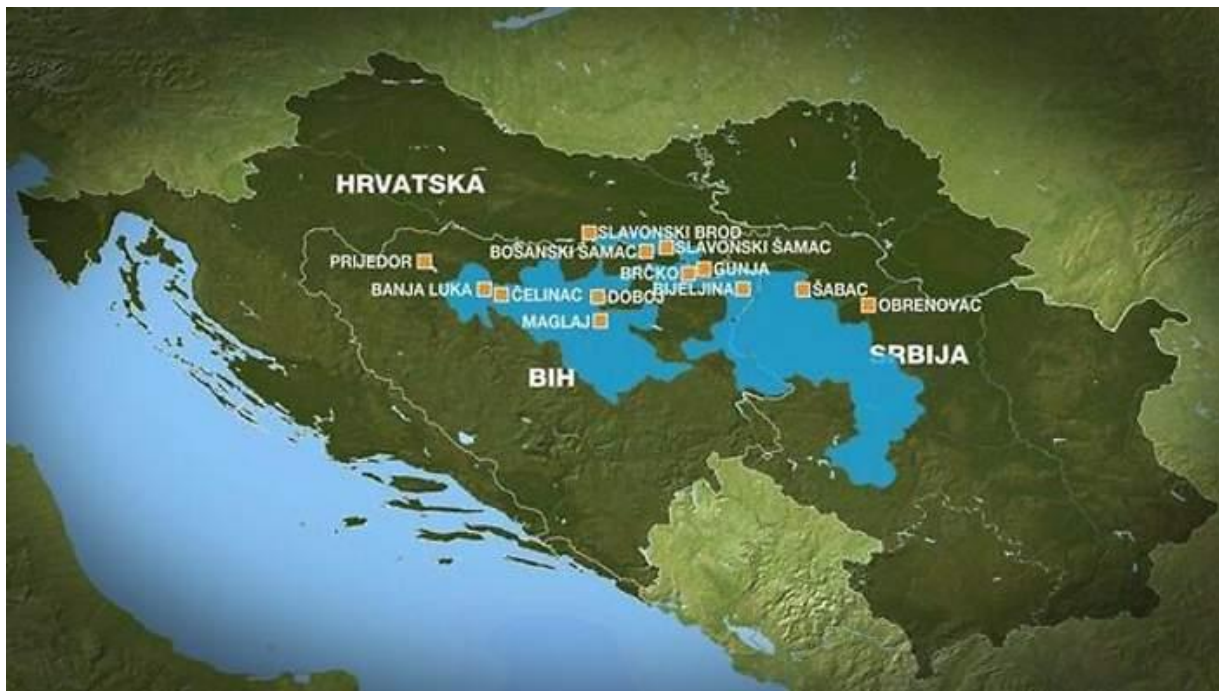 HRVATSKA
SLAVONSKI BROD
BOSANSKI ŠAMAC
SLAVONSKI ŠAMAC
PRIJEDOR
BRČKO
GUNJA
BANJA LUKA
ČELINAC
DOBOJ
BIJELJINA
ŠABAC
OBRENOVAC
MAGLAJ
SRBIJA
BIH